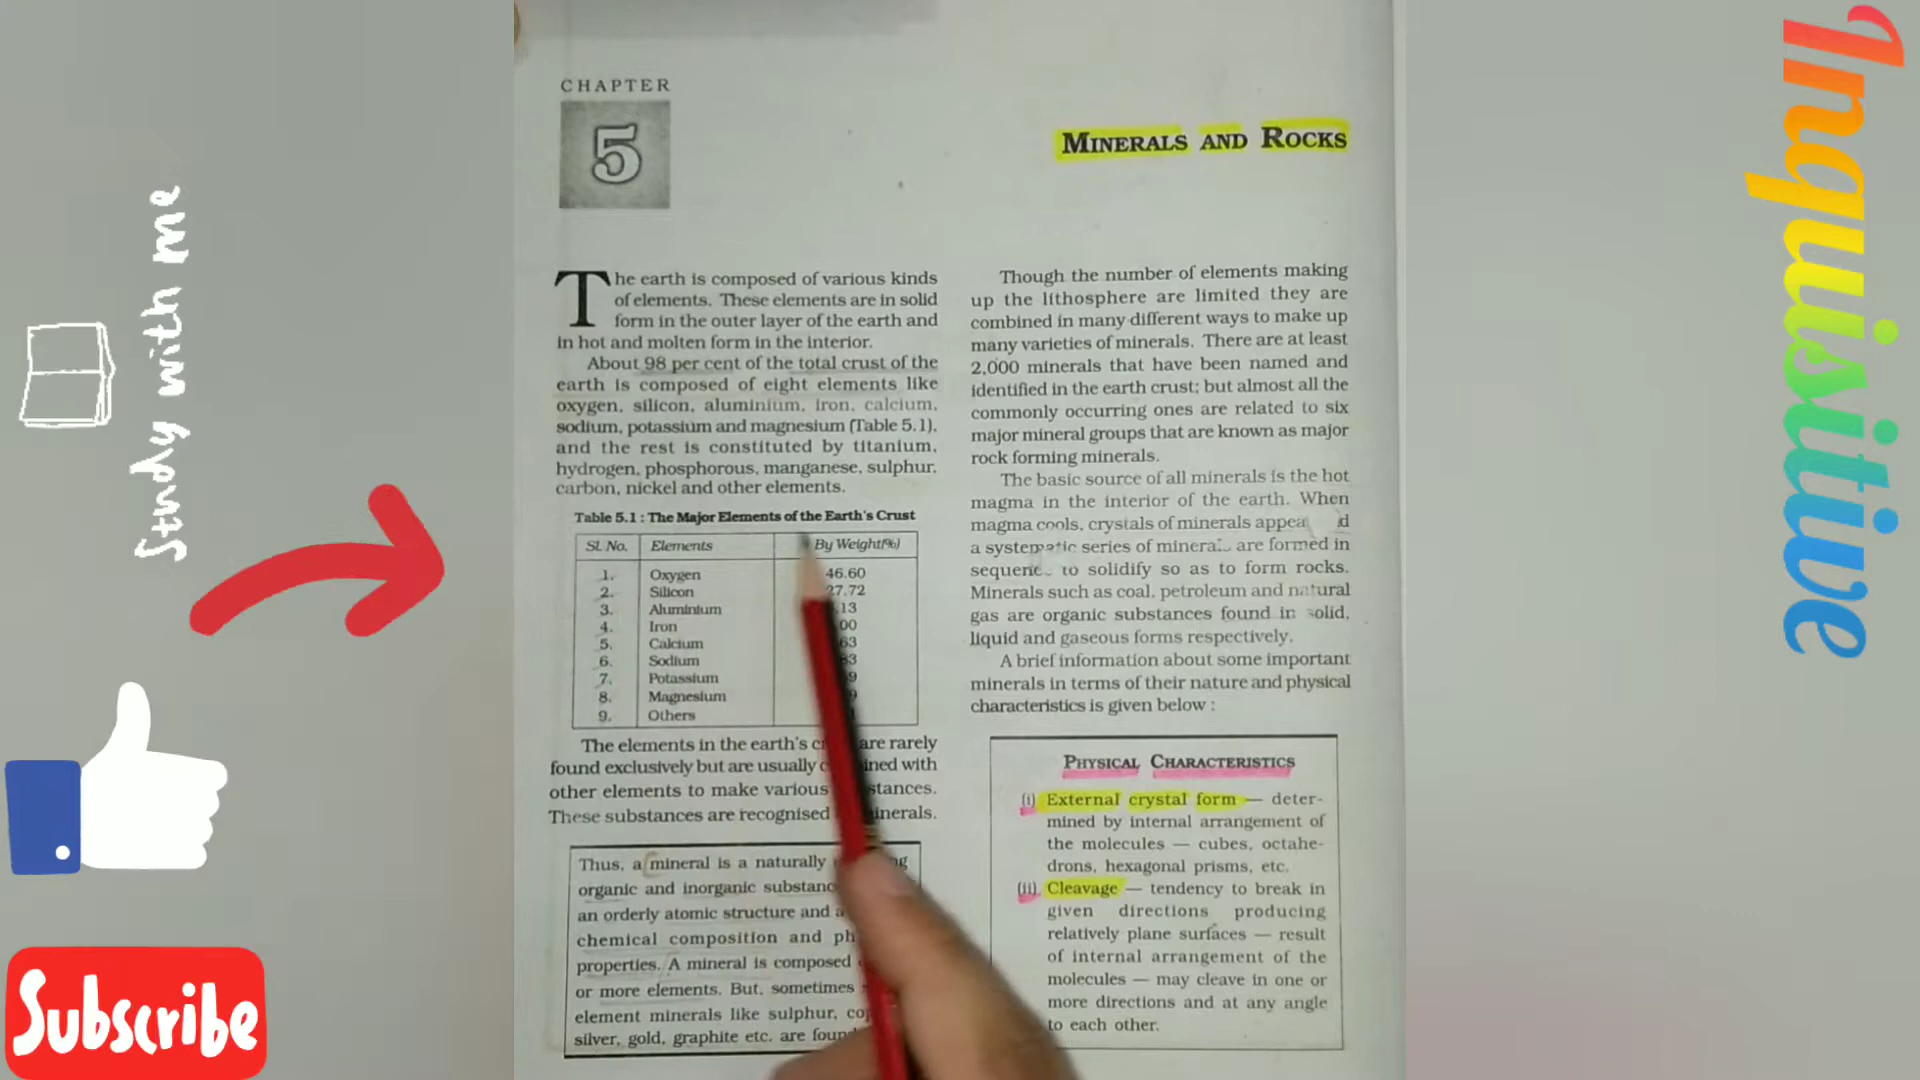 Study with me
Subscribe
Inquisitive
CHAPTER
5
MINERALS AND ROCKS
The earth is composed of various kinds
of elements. These elements are in solid
form in the outer layer of the earth and
in hot and molten form in the interior.
About 98 per cent of the total crust of the
earth is composed of eight elements like
oxygen, silicon, aluminium, iron, calcium,
sodium, potassium and magnesium (Table 5.1),
and the rest is constituted by titanium,
hydrogen, phosphorous, manganese, sulphur,
carbon, nickel and other elements.
Table 5.1 : The Major Elements of the Earth's Crust
Sl. No. Elements By Weight(%)
1. Oxygen 46.60
2. Silicon 27.72
3. Aluminium
4. Iron
5. Calcium
6. Sodium
7. Potassium
8. Magnesium
9. Others
The elements in the earth's are rarely
found exclusively but are usually with
other elements to make various
These substances are recognised
Thus, a mineral is a naturally
organic and inorganic
an orderly atomic structure and a
chemical composition and
properties. A mineral is composed
or more elements. But, sometimes
element minerals like sulphur,
silver, gold, graphite etc. are
Though the number of elements making
up the lithosphere are limited they are
combined in many different ways to make up
many varieties of minerals. There are at least
2,000 minerals that have been named and
identified in the earth crust; but almost all the
commonly occurring ones are related to six
major mineral groups that are known as major
rock forming minerals.
The basic source of all minerals is the hot
magma in the interior of the earth. When
magma cools, crystals of minerals
a systematic series of minerals are formed in
to solidify so as to form rocks.
Minerals such as coal, petroleum and natural
gas are organic substances found in solid,
liquid and gaseous forms respectively.
A brief information about some important
minerals in terms of their nature and physical
characteristics is given below :
PHYSICAL CHARACTERISTICS
(i) External crystal form — deter-
mined by internal arrangement of
the molecules — cubes, octahe-
drons, hexagonal prisms, etc.
(ii) Cleavage — tendency to break in
given directions producing
relatively plane surfaces — result
of internal arrangement of the
molecules — may cleave in one or
more directions and at any angle
to each other.